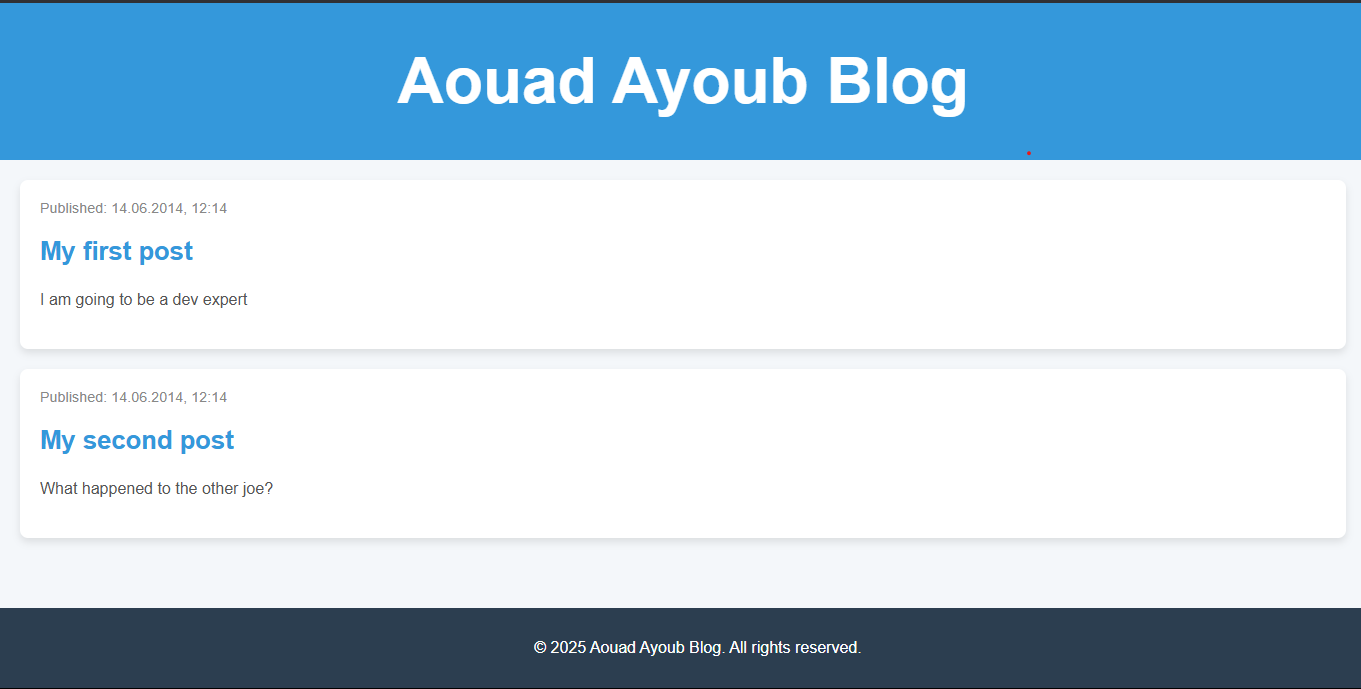 Aouad Ayoub Blog
Published: 14.06.2014, 12:14
My first post
I am going to be a dev expert
Published: 14.06.2014, 12:14
My second post
What happened to the other joe?
© 2025 Aouad Ayoub Blog. All rights reserved.